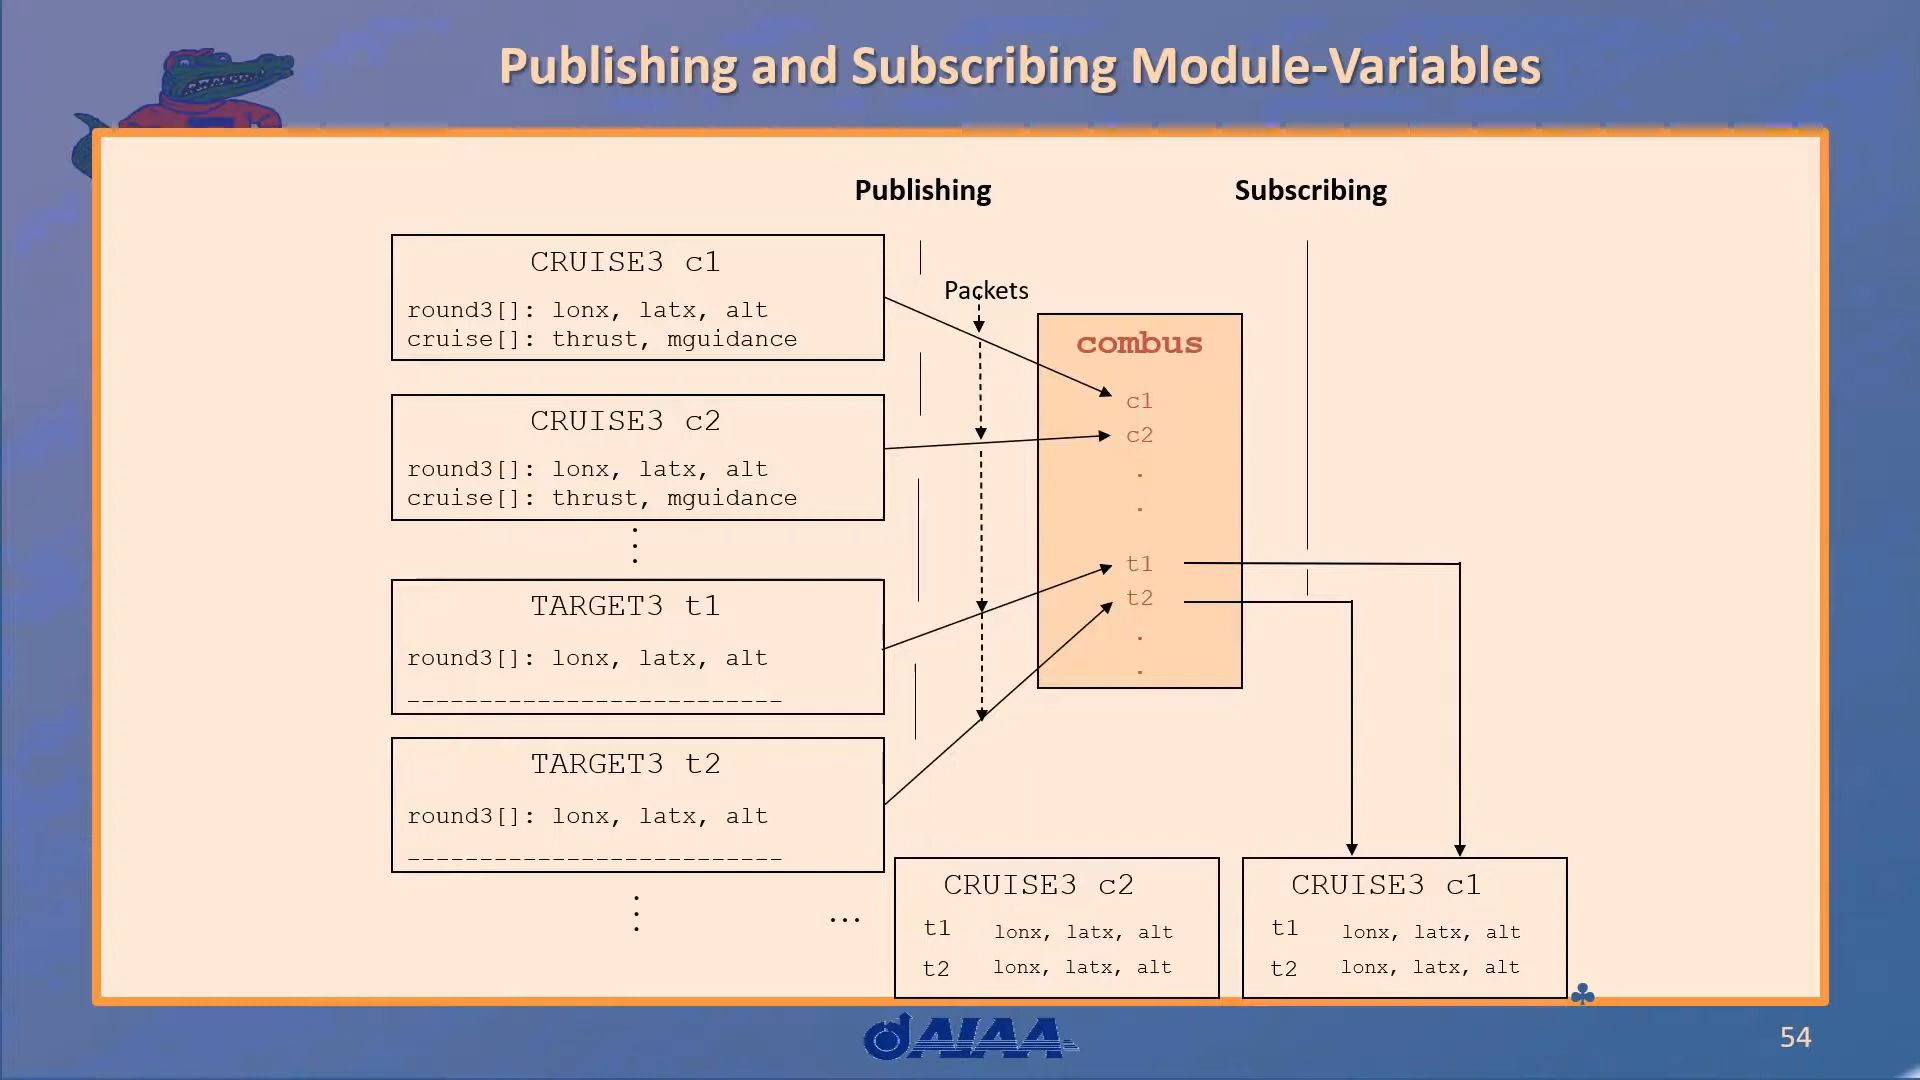 Publishing and Subscribing Module-Variables
Publishing
Subscribing
CRUISE3 c1
round3[]: lonx, latx, alt
cruise[]: thrust, mguidance
Packets
combus
c1
c2
.
.
t1
t2
.
.
CRUISE3 c2
round3[]: lonx, latx, alt
cruise[]: thrust, mguidance
TARGET3 t1
round3[]: lonx, latx, alt
--------------------------
TARGET3 t2
round3[]: lonx, latx, alt
--------------------------
...
CRUISE3 c2
t1 lonx, latx, alt
t2 lonx, latx, alt
CRUISE3 c1
t1 lonx, latx, alt
t2 lonx, latx, alt
AIAA
54